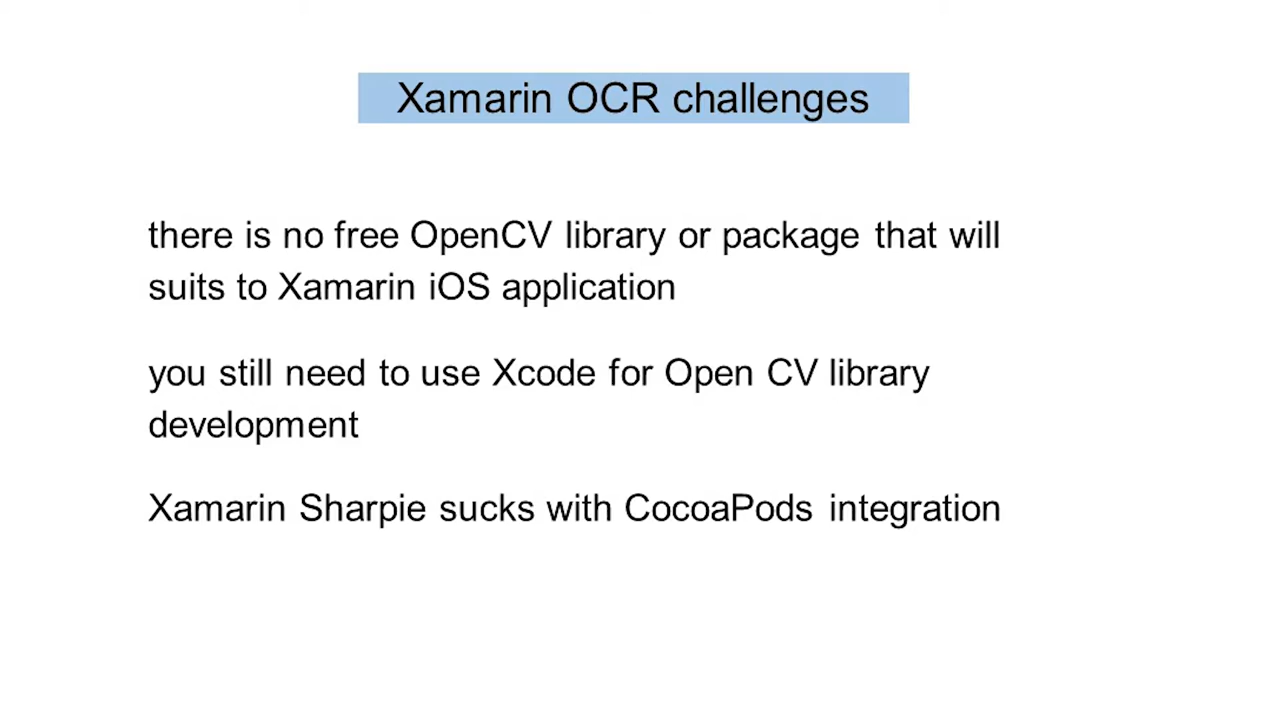 Xamarin OCR challenges
there is no free OpenCV library or package that will
suits to Xamarin iOS application
you still need to use Xcode for Open CV library
development
Xamarin Sharpie sucks with CocoaPods integration